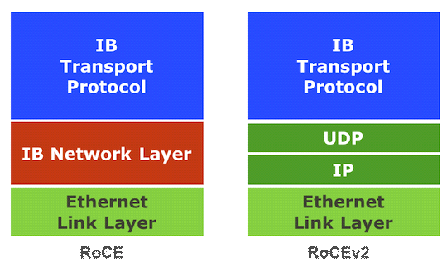 IB
Transport
Protocol
IB Network Layer
Ethernet
Link Layer
RoCE
IB
Transport
Protocol
UDP
IP
Ethernet
Link Layer
RoCEv2